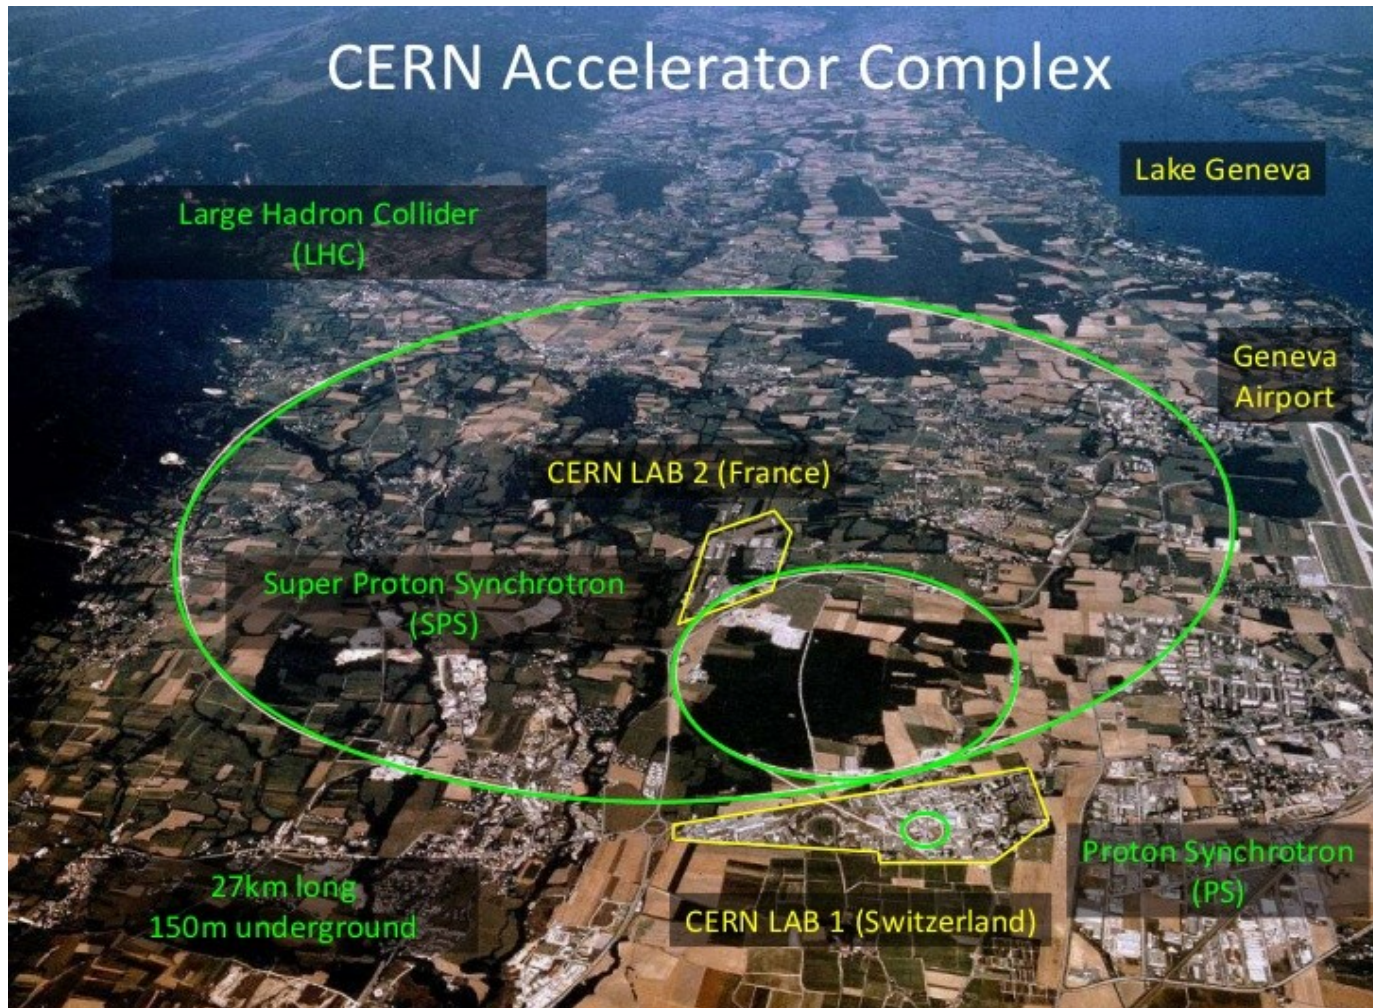 CERN Accelerator Complex
Lake Geneva
Large Hadron Collider
(LHC)
Geneva
Airport
CERN LAB 2 (France)
Super Proton Synchrotron
(SPS)
Proton Synchrotron
(PS)
27km long
150m underground
CERN LAB 1 (Switzerland)